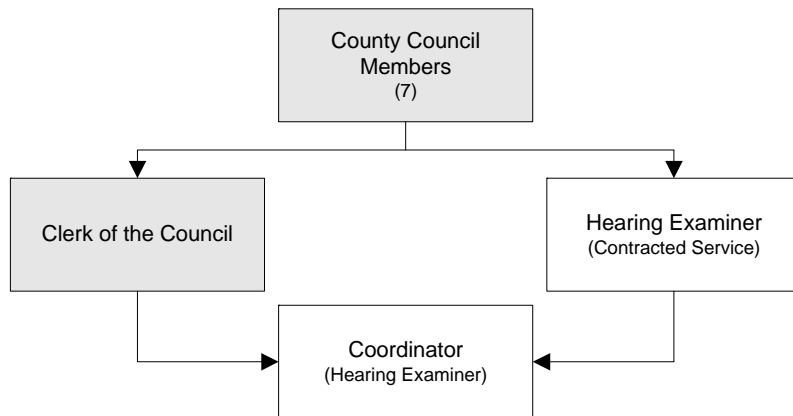 County Council
Members
(7)
Clerk of the Council
Hearing Examiner
(Contracted Service)
Coordinator
(Hearing Examiner)